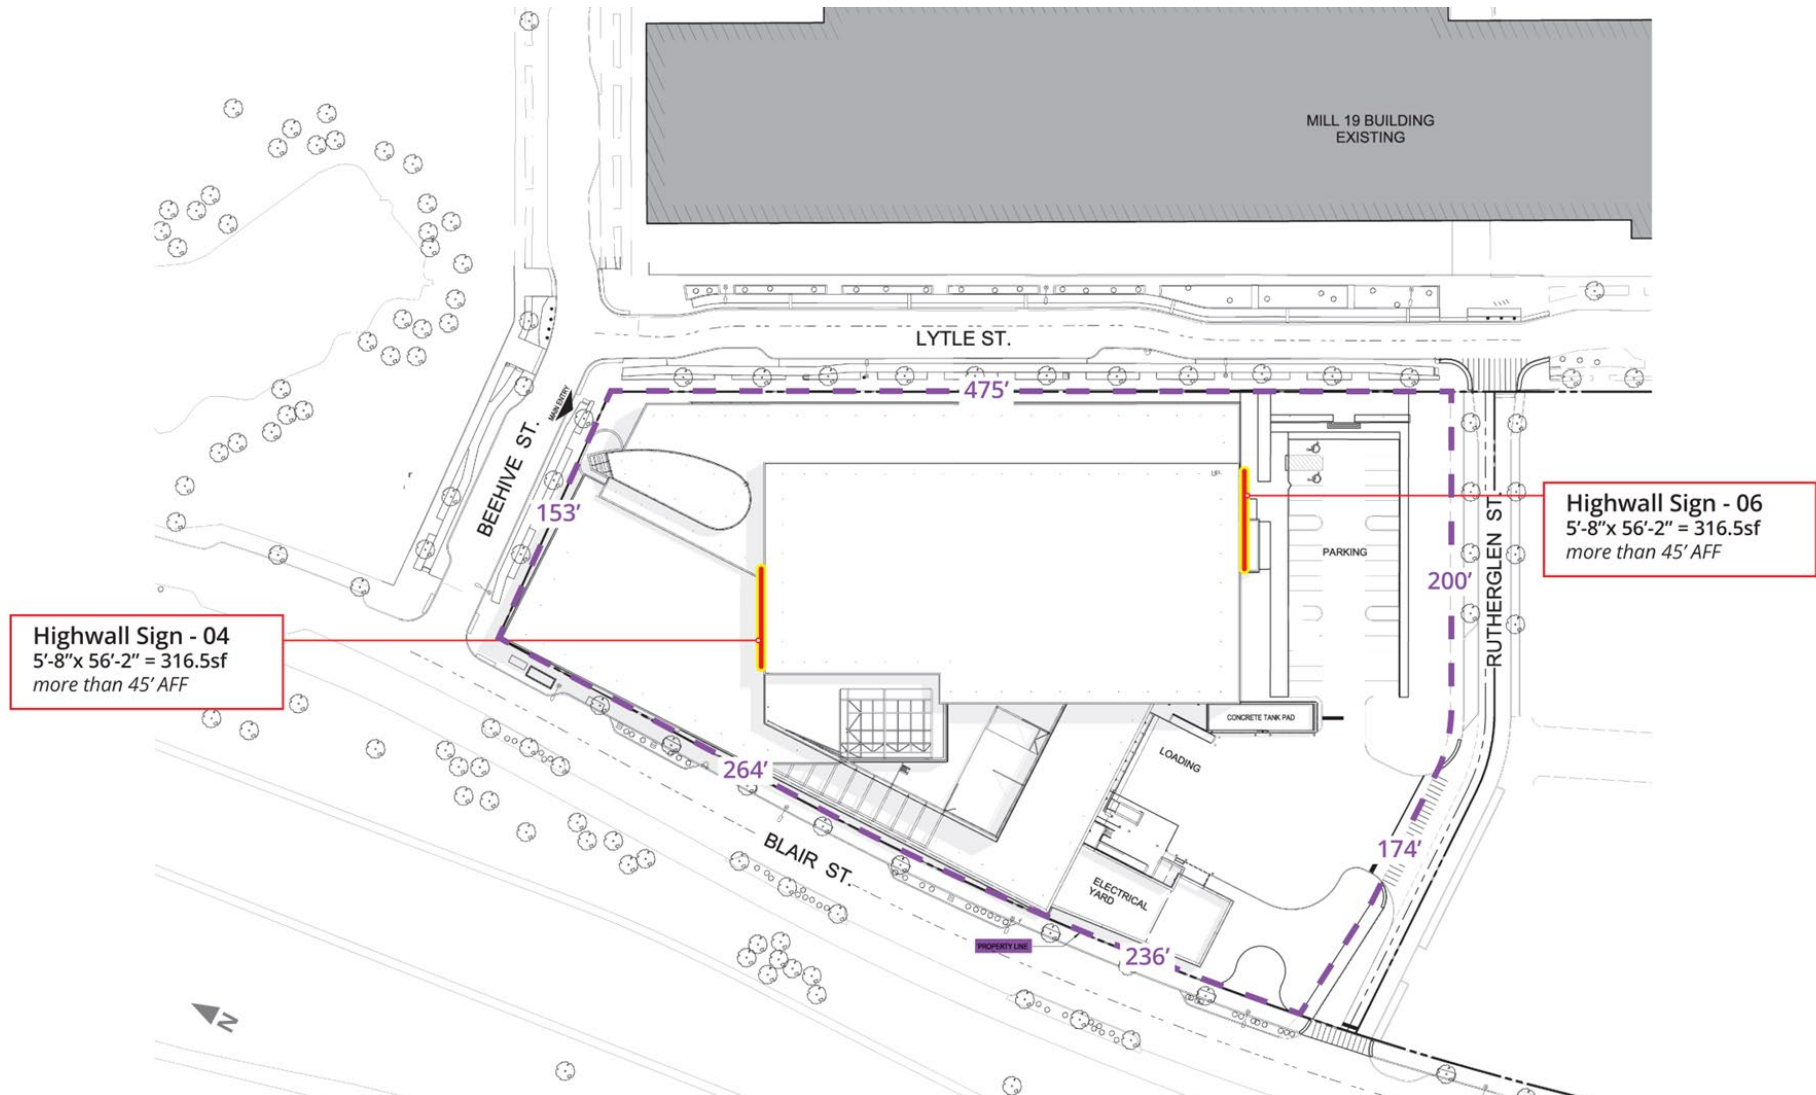 MILL 19 BUILDING
EXISTING
LYTLE ST.
475’
MAIN ENTRY
BEEHIVE ST.
153’
UP.
Highwall Sign - 06
5’-8”x 56’-2” = 316.5sf
more than 45’ AFF
PARKING
200’
RUTHERGLEN ST.
Highwall Sign - 04
5’-8”x 56’-2” = 316.5sf
more than 45’ AFF
CONCRETE TANK PAD
LOADING
264’
BLAIR ST.
174’
ELECTRICAL
YARD
PROPERTY LINE
236’
N